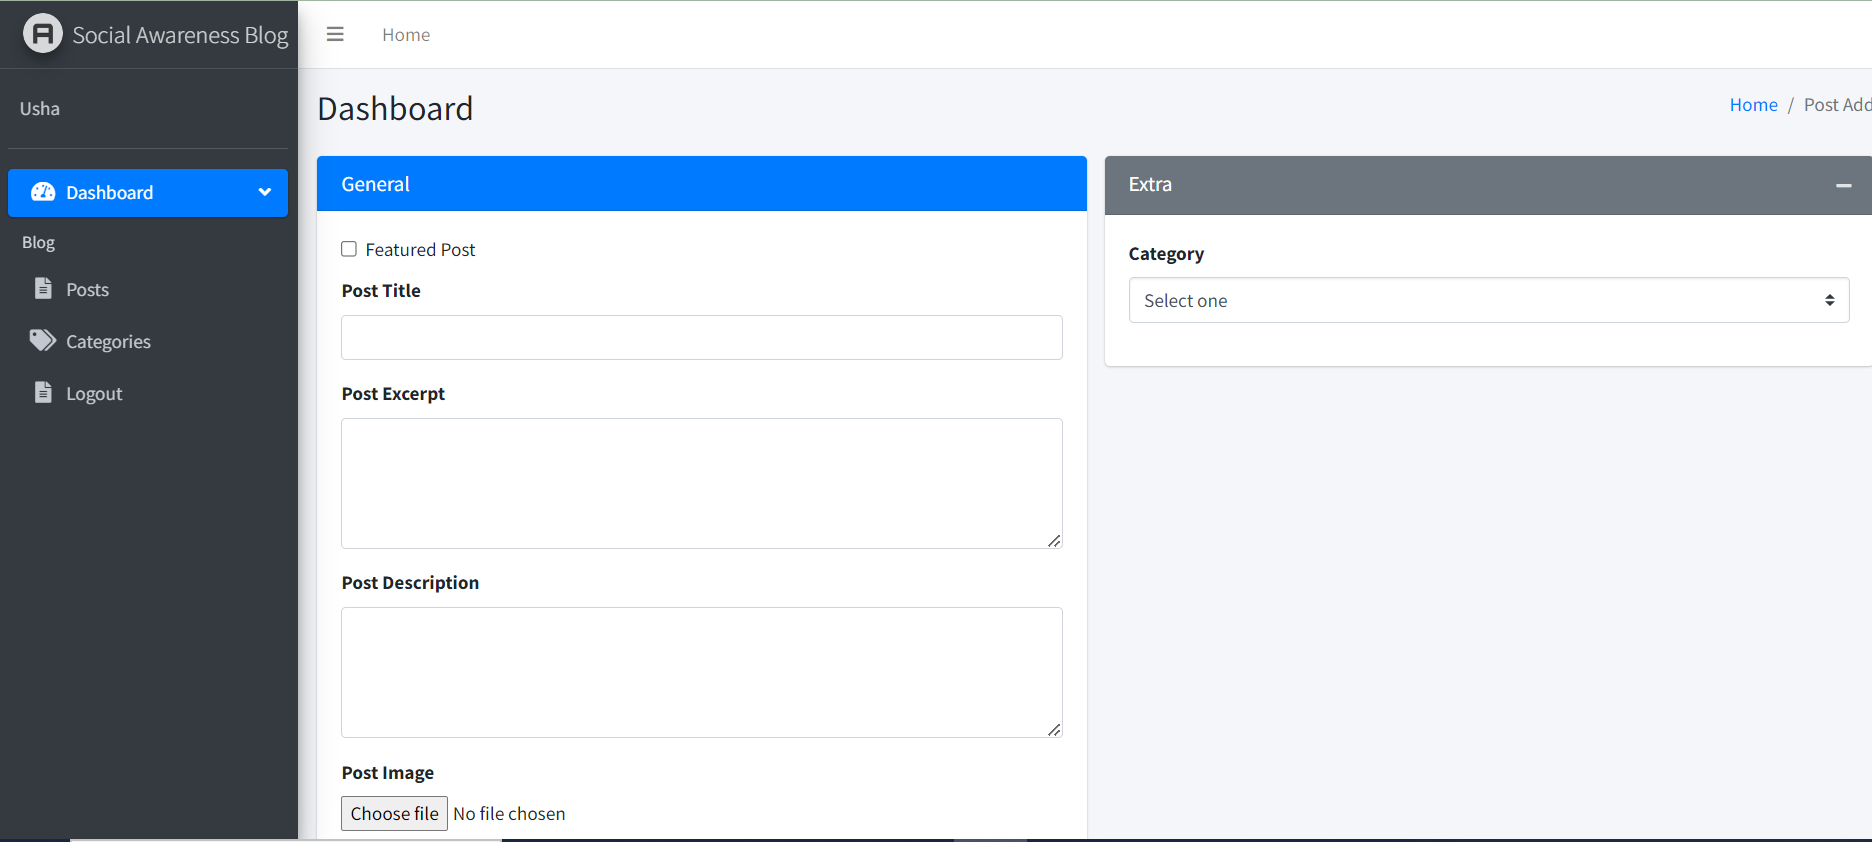 Social Awareness Blog
Home
Usha
Dashboard
Home / Post Add
Dashboard
Blog
Posts
Categories
Logout
General
Featured Post
Post Title
Post Excerpt
Post Description
Post Image
Choose file No file chosen
Extra
Category
Select one